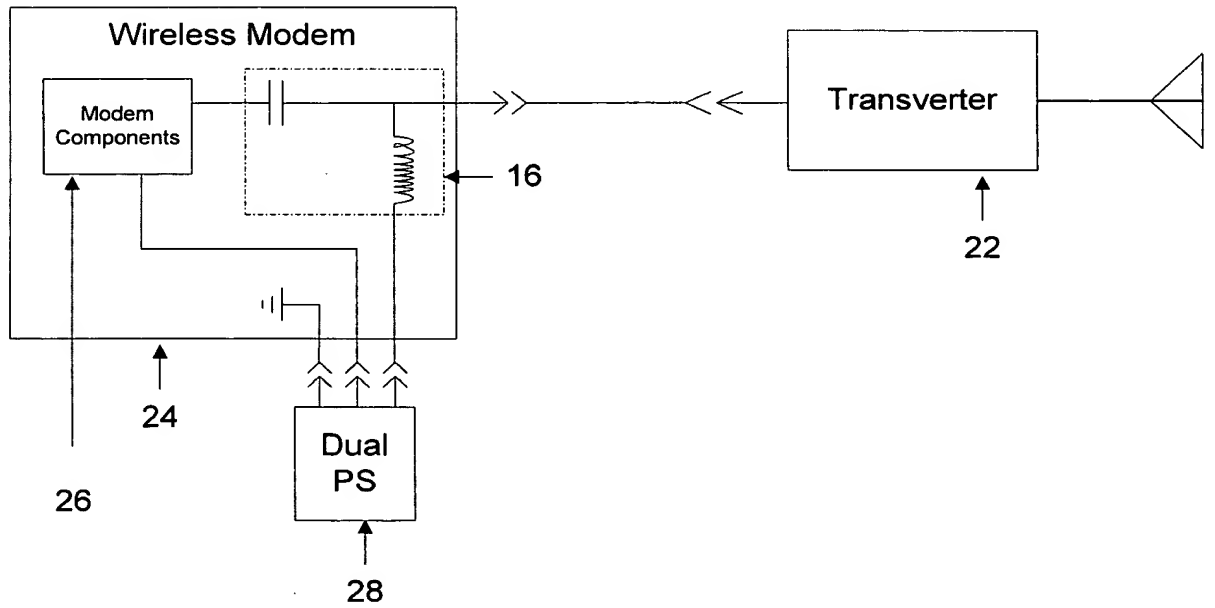 Wireless Modem
Modem
Components
16
Transverter
22
24
26
Dual
PS
28